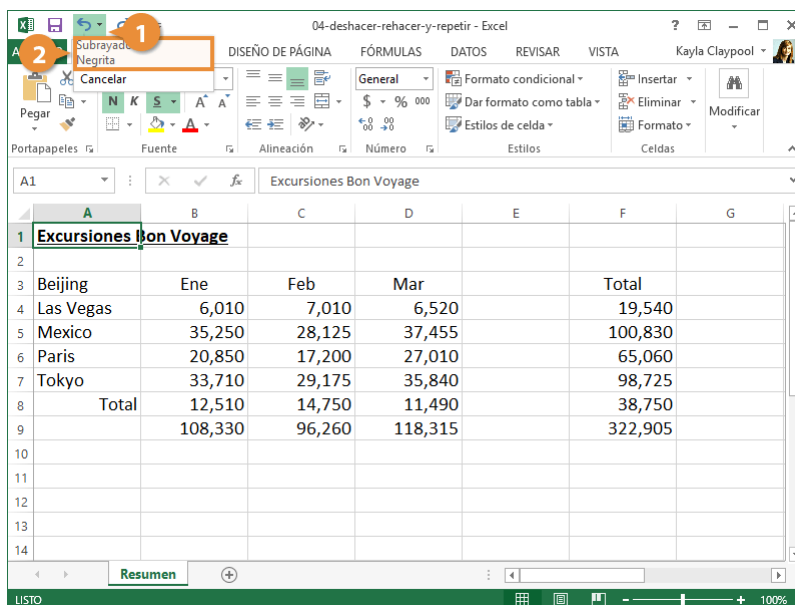 1
04-deshacer-rehacer-y-repetir - Excel
?
2
Subrayado
Negrita
Cancelar
DISEÑO DE PÁGINA FÓRMULAS DATOS REVISAR VISTA Kayla Claypool
Pegar
N K S A A
A
General
$ - % 000
Formato condicional
Dar formato como tabla
Estilos de celda
Insertar
Eliminar
Formato
Modificar
Portapapeles Fuente Alineación Número Estilos Celdas
A1 fx Excursiones Bon Voyage
A B C D E F G
1 Excursiones Bon Voyage
2
3 Beijing Ene Feb Mar Total
4 Las Vegas 6,010 7,010 6,520 19,540
5 Mexico 35,250 28,125 37,455 100,830
6 Paris 20,850 17,200 27,010 65,060
7 Tokyo 33,710 29,175 35,840 98,725
8 Total 12,510 14,750 11,490 38,750
9 108,330 96,260 118,315 322,905
10
11
12
13
14
Resumen
LISTO 100%